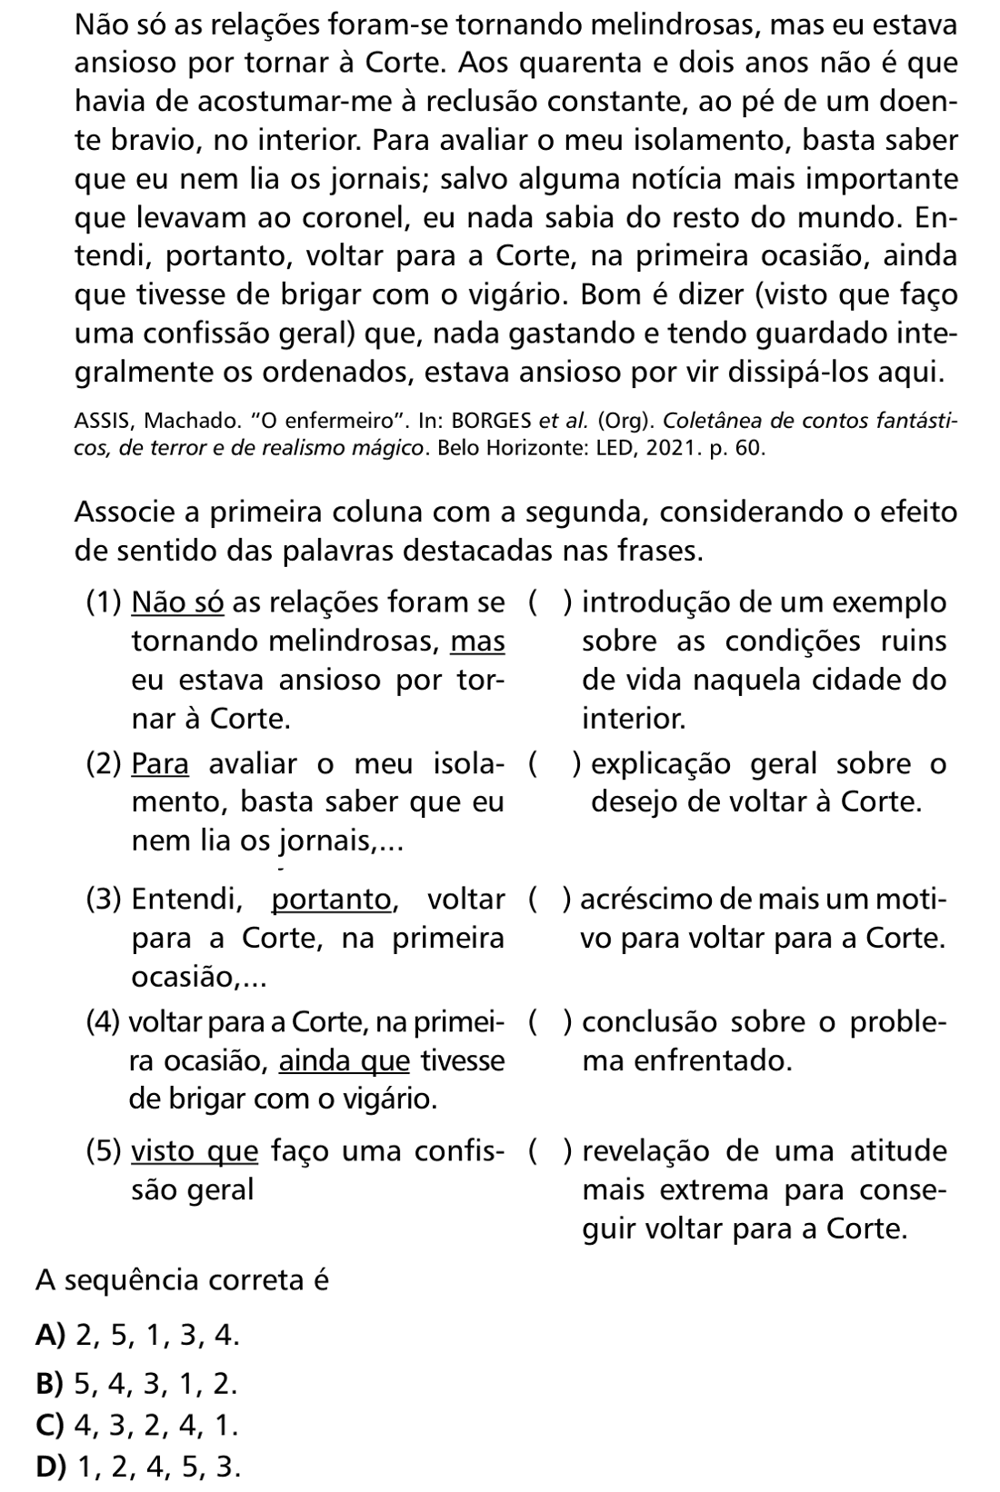 Não só as relações foram-se tornando melindrosas, mas eu estava
ansioso por tornar à Corte. Aos quarenta e dois anos não é que
havia de acostumar-me à reclusão constante, ao pé de um doen-
te bravio, no interior. Para avaliar o meu isolamento, basta saber
que eu nem lia os jornais; salvo alguma notícia mais importante
que levavam ao coronel, eu nada sabia do resto do mundo. En-
tendi, portanto, voltar para a Corte, na primeira ocasião, ainda
que tivesse de brigar com o vigário. Bom é dizer (visto que faço
uma confissão geral) que, nada gastando e tendo guardado inte-
gralmente os ordenados, estava ansioso por vir dissipá-los aqui.
ASSIS, Machado. “O enfermeiro”. In: BORGES et al. (Org). Coletânea de contos fantásti-
cos, de terror e de realismo mágico. Belo Horizonte: LED, 2021. p. 60.
Associe a primeira coluna com a segunda, considerando o efeito
de sentido das palavras destacadas nas frases.
(1) Não só as relações foram se
tornando melindrosas, mas
eu estava ansioso por tor-
nar à Corte.
( ) introdução de um exemplo
sobre as condições ruins
de vida naquela cidade do
interior.
(2) Para avaliar o meu isola-
mento, basta saber que eu
nem lia os jornais,...
( ) explicação geral sobre o
desejo de voltar à Corte.
(3) Entendi, portanto, voltar
para a Corte, na primeira
ocasião,...
( ) acréscimo de mais um moti-
vo para voltar para a Corte.
(4) voltar para a Corte, na primei-
ra ocasião, ainda que tivesse
de brigar com o vigário.
( ) conclusão sobre o proble-
ma enfrentado.
(5) visto que faço uma confis-
são geral
( ) revelação de uma atitude
mais extrema para conse-
guir voltar para a Corte.
A sequência correta é
A) 2, 5, 1, 3, 4.
B) 5, 4, 3, 1, 2.
C) 4, 3, 2, 4, 1.
D) 1, 2, 4, 5, 3.